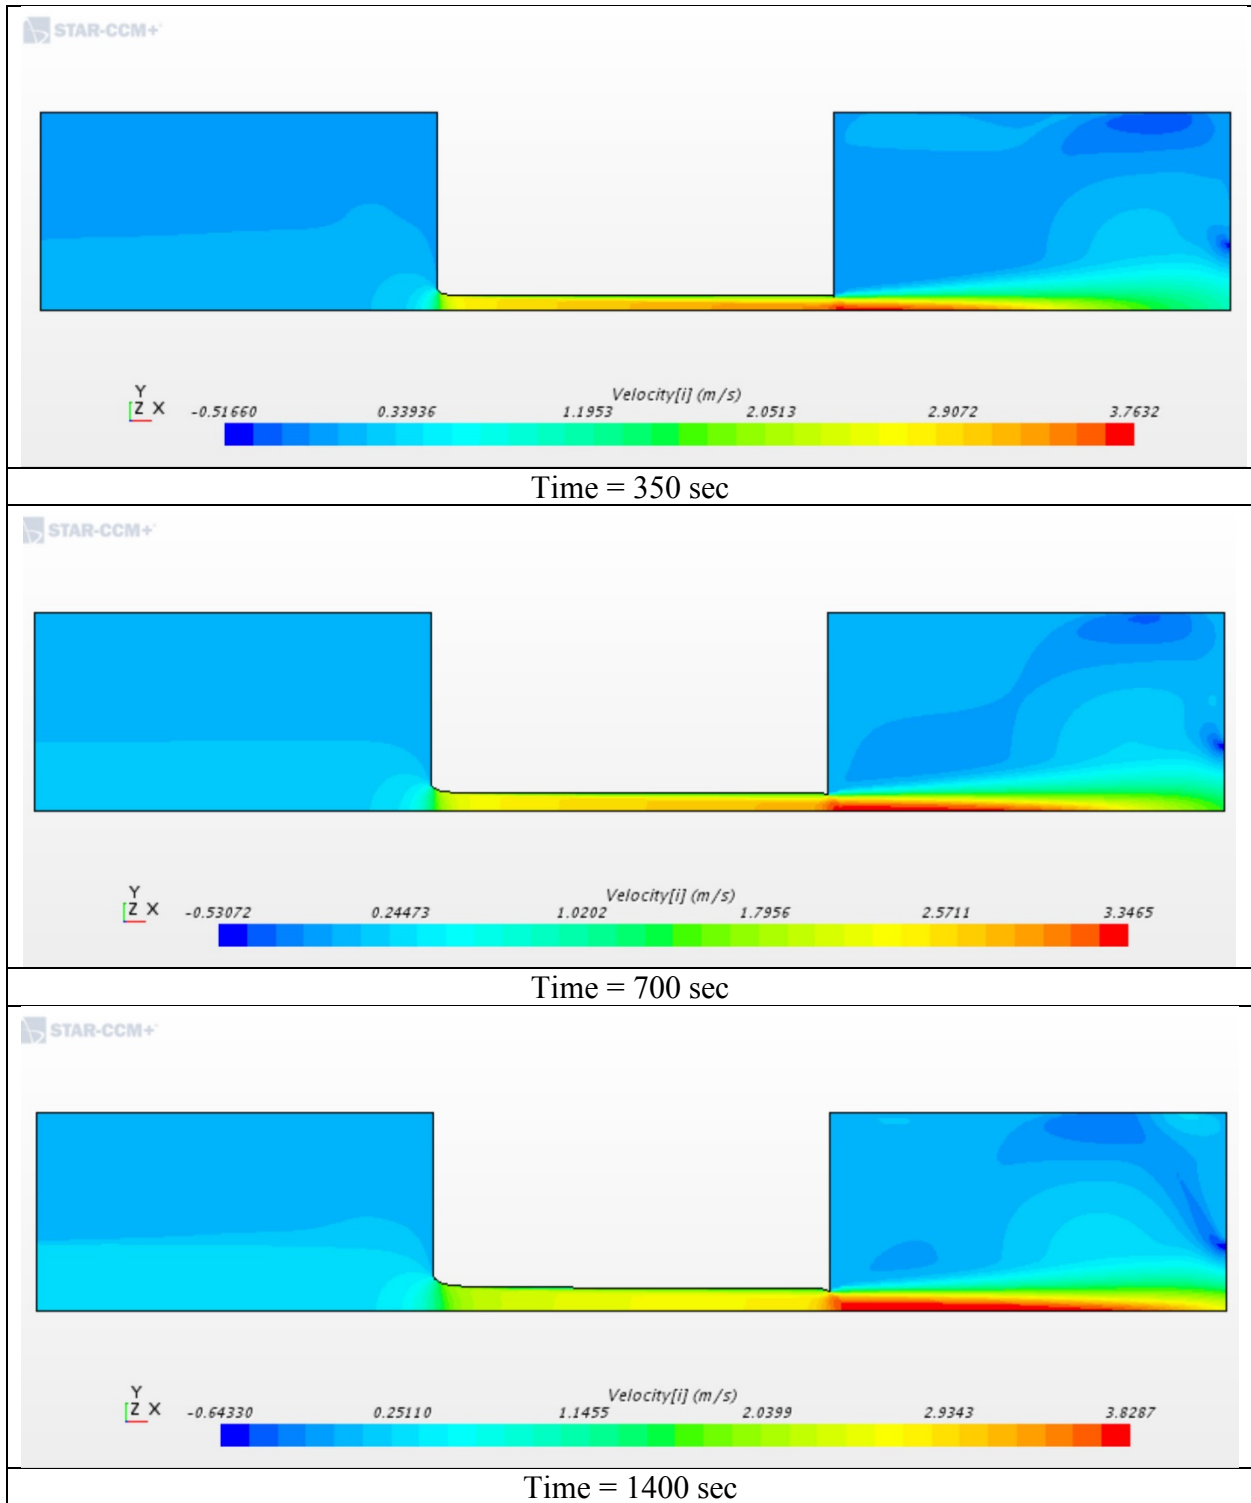 STAR-CCM+
Y
Z X
Velocity[i] (m/s)
-0.51660 0.33936 1.1953 2.0513 2.9072 3.7632
Time = 350 sec
STAR-CCM+
Y
Z X
Velocity[i] (m/s)
-0.53072 0.24473 1.0202 1.7956 2.5711 3.3465
Time = 700 sec
STAR-CCM+
Y
Z X
Velocity[i] (m/s)
-0.64330 0.25110 1.1455 2.0399 2.9343 3.8287
Time = 1400 sec